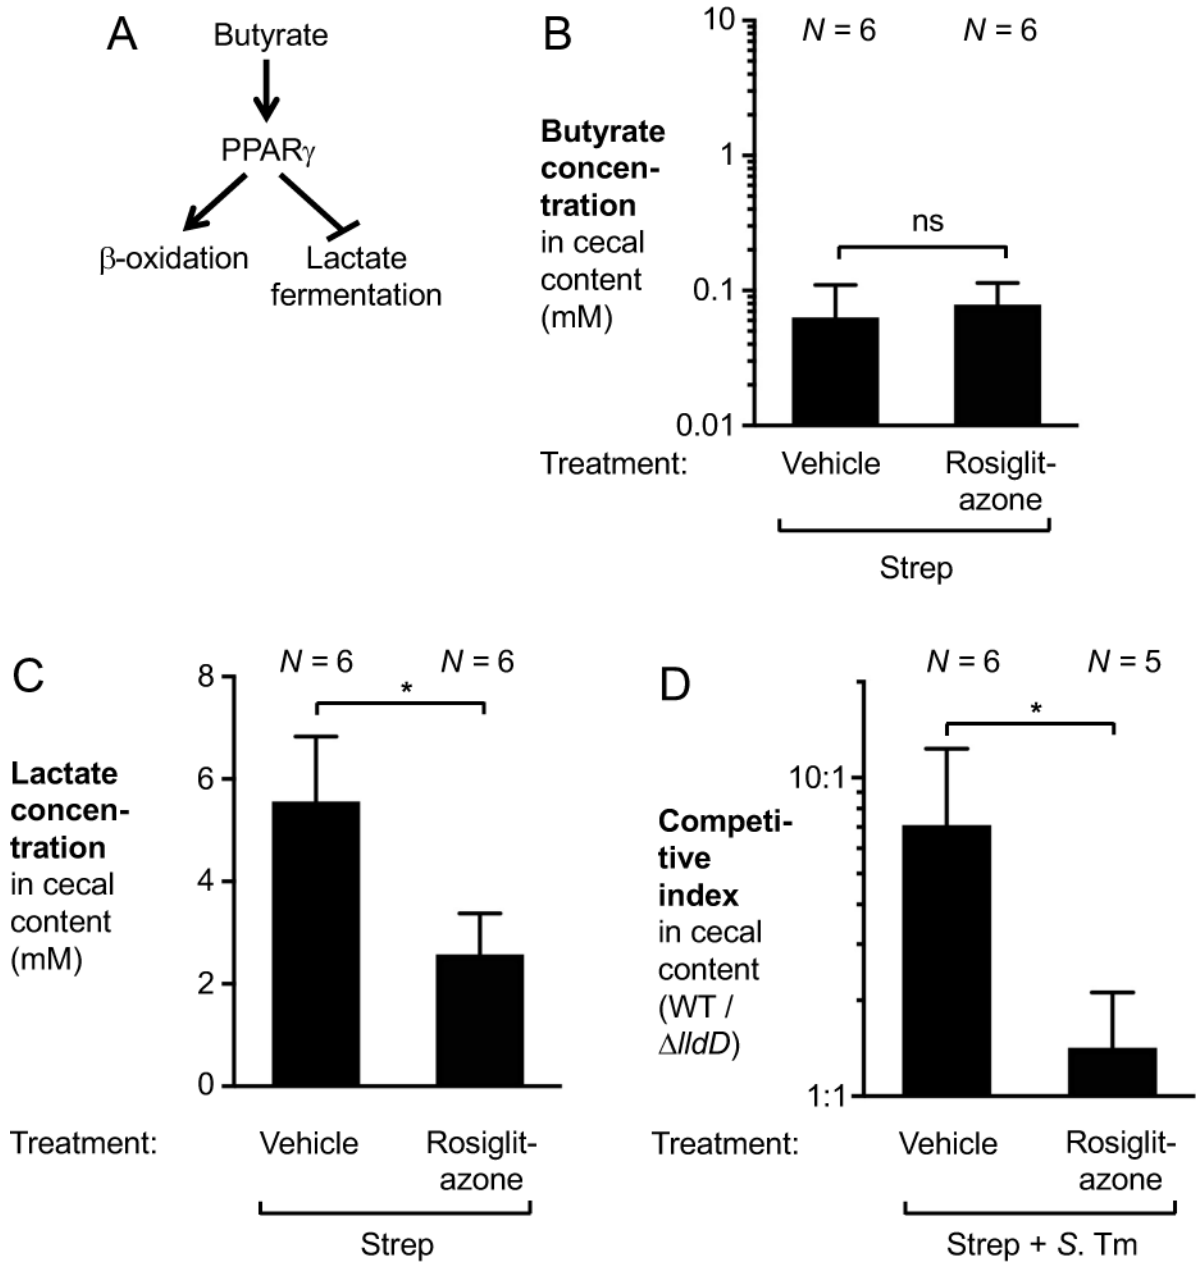 A
Butyrate
PPARγ
β-oxidation
Lactate
fermentation
B
N = 6
N = 6
Butyrate
concen-
tration
in cecal
content
(mM)
10
1
0.1
0.01
ns
Treatment:
Vehicle
Rosiglit-
azone
Strep
C
N = 6
N = 6
*
Lactate
concen-
tration
in cecal
content
(mM)
8
6
4
2
0
Treatment:
Vehicle
Rosiglit-
azone
Strep
D
N = 6
N = 5
*
Competi-
tive
index
in cecal
content
(WT /
ΔlldD)
10:1
1:1
Treatment:
Vehicle
Rosiglit-
azone
Strep + S. Tm